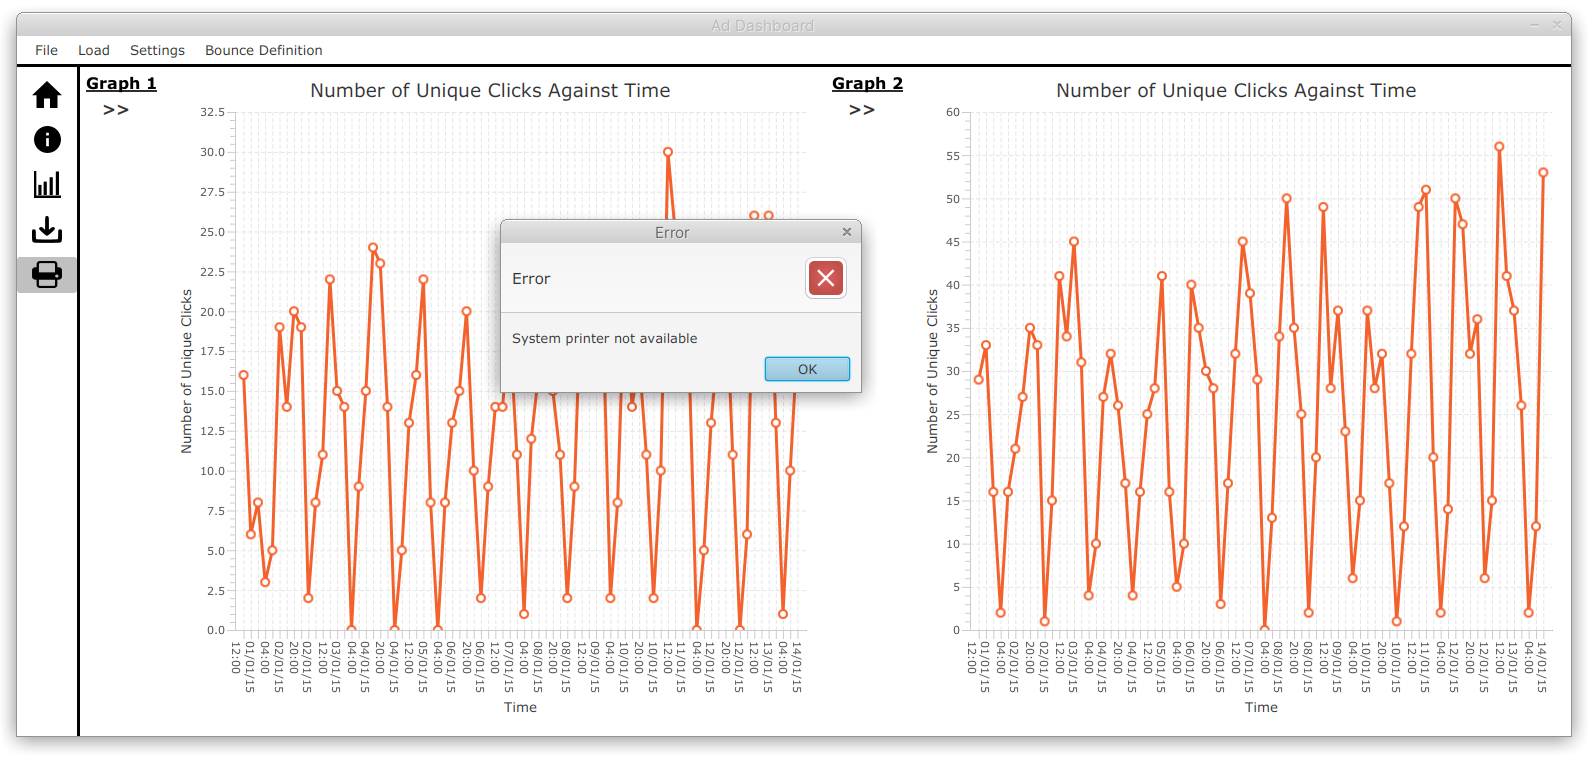 Ad Dashboard
File Load Settings Bounce Definition
Graph 1
>>
Number of Unique Clicks Against Time
32.5
30.0
27.5
25.0
22.5
20.0
17.5
15.0
12.5
10.0
7.5
5.0
2.5
0.0
Number of Unique Clicks
12:00 01/01/15 04:00 02/01/15 20:00 02/01/15 12:00 03/01/15 04:00 04/01/15 20:00 04/01/15 12:00 05/01/15 04:00 06/01/15 20:00 06/01/15 12:00 07/01/15 04:00 08/01/15 20:00 08/01/15 12:00 09/01/15 04:00 10/01/15 20:00 10/01/15 12:00 11/01/15 04:00 12/01/15 20:00 12/01/15 12:00 13/01/15 04:00 14/01/15
Time
Error
Error
System printer not available
OK
Graph 2
>>
Number of Unique Clicks Against Time
60
55
50
45
40
35
30
25
20
15
10
5
0
Number of Unique Clicks
12:00 01/01/15 04:00 02/01/15 20:00 02/01/15 12:00 03/01/15 04:00 04/01/15 20:00 04/01/15 12:00 05/01/15 04:00 06/01/15 20:00 06/01/15 12:00 07/01/15 04:00 08/01/15 20:00 08/01/15 12:00 09/01/15 04:00 10/01/15 20:00 10/01/15 12:00 11/01/15 04:00 12/01/15 20:00 12/01/15 12:00 13/01/15 04:00 14/01/15
Time